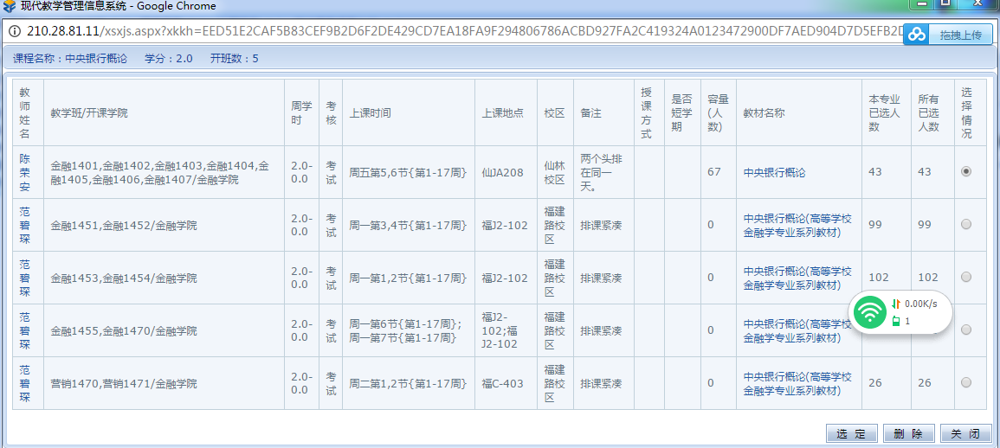 现代教学管理信息系统 - Google Chrome
210.28.81.11/xsxjs.aspx?xkkh=EED51E2CAF5B83CEF9B2D6F2DE429CD7EA18FA9F294806786ACBD927FA2C419324A0123472900DF7AED904D7D5EFB2D
拖拽上传
课程名称：中央银行概论 学分：2.0 开班数：5
教师姓名 教学班/开课学院 周学时 考核 上课时间 上课地点 校区 备注 授课方式 是否短学期 容量(人数) 教材名称 本专业已选人数 所有已选人数 选择情况
陈荣安 金融1401,金融1402,金融1403,金融1404,金融1405,金融1406,金融1407/金融学院 2.0-0.0 考试 周五第5,6节{第1-17周} 仙JA208 仙林校区 两个头排在同一天。 67 中央银行概论 43 43
范碧琛 金融1451,金融1452/金融学院 2.0-0.0 考试 周一第3,4节{第1-17周} 福J2-102 福建路校区 排课紧凑 0 中央银行概论(高等学校金融学专业系列教材) 99 99
范碧琛 金融1453,金融1454/金融学院 2.0-0.0 考试 周一第1,2节{第1-17周} 福J2-102 福建路校区 排课紧凑 0 中央银行概论(高等学校金融学专业系列教材) 102 102
范碧琛 金融1455,金融1470/金融学院 2.0-0.0 考试 周一第6节{第1-17周};周一第7节{第1-17周} 福J2-102;福J2-102 福建路校区 排课紧凑 0 中央银行概论(高等学校金融学专业系列教材)
0.00K/s
1
范碧琛 营销1470,营销1471/金融学院 2.0-0.0 考试 周二第1,2节{第1-17周} 福C-403 福建路校区 排课紧凑 0 中央银行概论(高等学校金融学专业系列教材) 26 26
选 定 删 除 关 闭